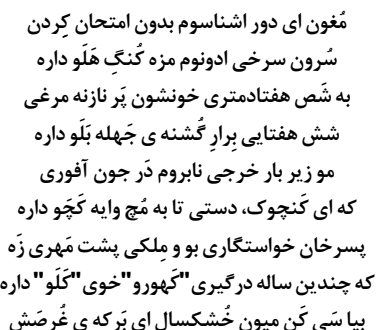 مُغون ای دور اشناسوم بدون امتحان کِردن
سُرون سرخی ادونوم مزه کُنگِ هَلَو داره
به شَص هفتادمتری خونشون پَر نازنه مرغی
شش هفتایی بِرارِ گُشنه ی جَهله بَلَو داره
مو زیر بار خرجی نابروم دَر جون آفوری
که ای کَنچوک، دستی تا به مُچ وایه کَچَو داره
پسرخان خواستگاری بو و مِلکی پشت مَهری زَه
که چندین ساله درگیری"کَهورو"خوی"کَلَو" داره
بیا سَی کَن میون خُشکسال ای بَرکه ی غُرصَش